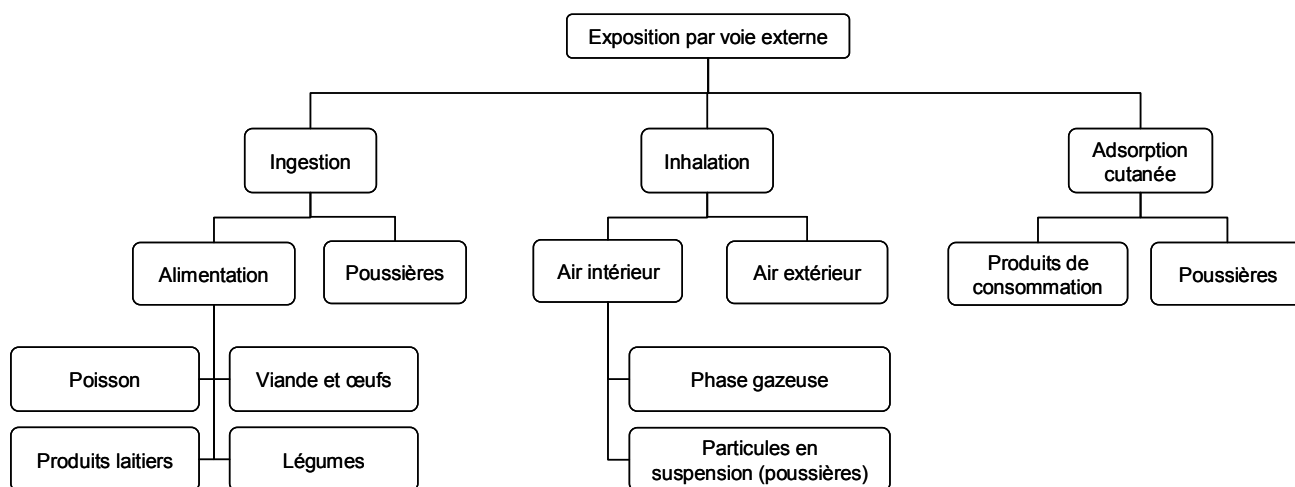 Exposition par voie externe
Ingestion
Inhalation
Adsorption
cutanée
Alimentation
Poussières
Air intérieur
Air extérieur
Produits de
consommation
Poussières
Poisson
Viande et œufs
Phase gazeuse
Produits laitiers
Légumes
Particules en
suspension (poussières)